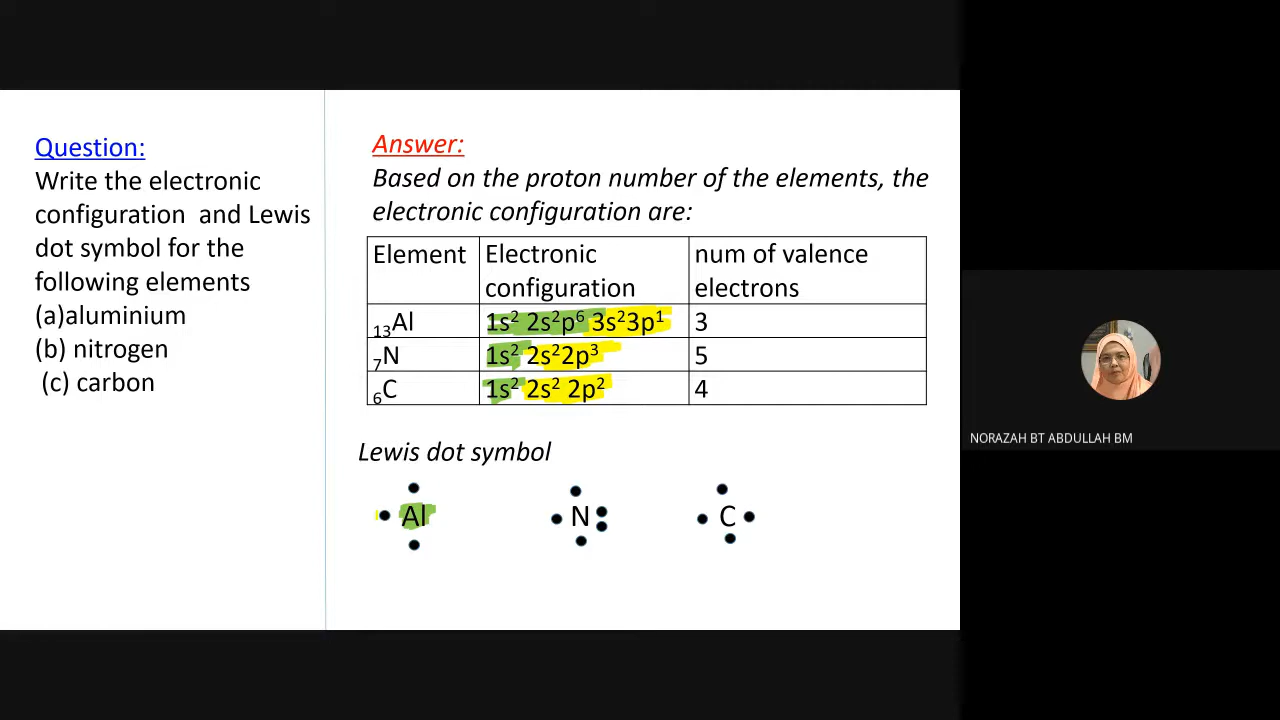 Question:
Write the electronic
configuration and Lewis
dot symbol for the
following elements
(a)aluminium
(b) nitrogen
(c) carbon
Answer:
Based on the proton number of the elements, the
electronic configuration are:
Element Electronic configuration num of valence electrons
₁₃Al 1s² 2s²p⁶ 3s²3p¹ 3
₇N 1s² 2s²2p³ 5
₆C 1s² 2s² 2p² 4
Lewis dot symbol
Al N C
NORAZAH BT ABDULLAH BM